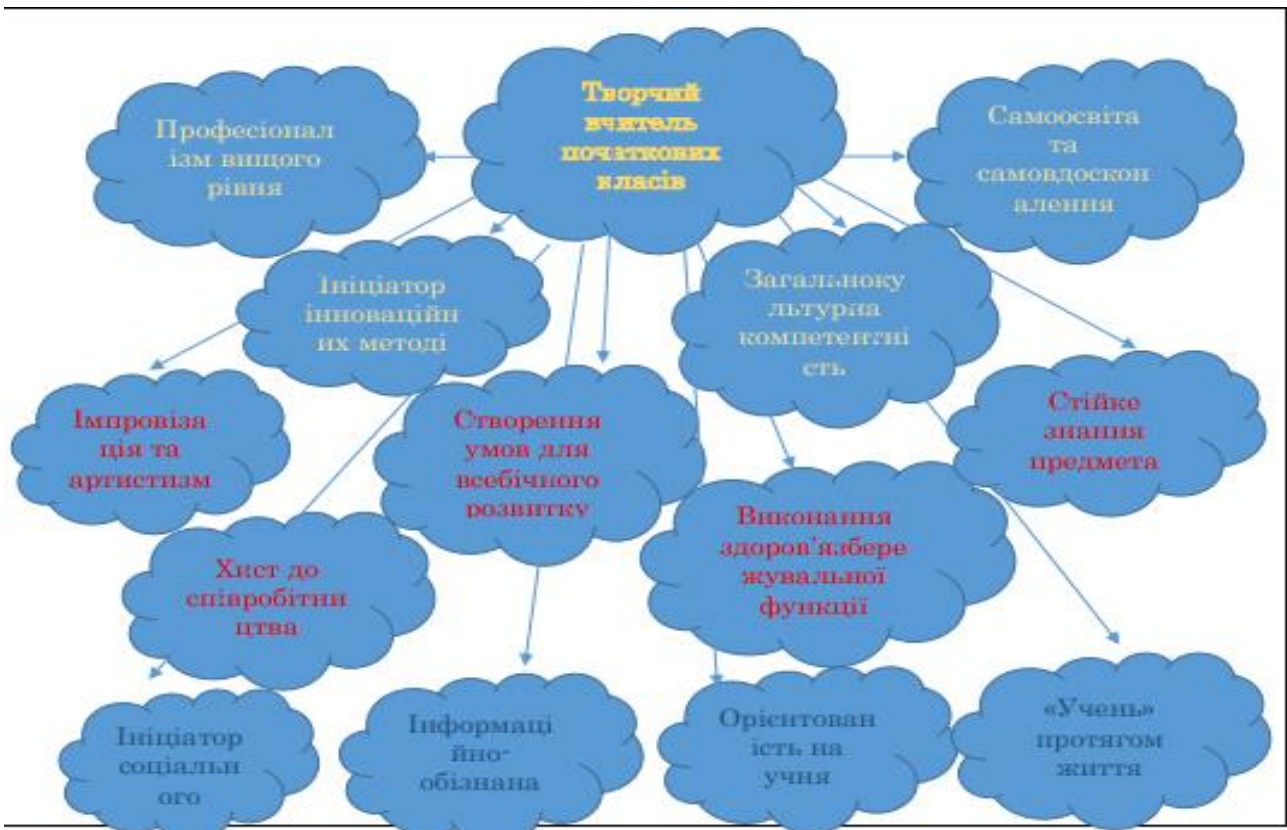 Творчий
вчитель
початкових
класів
Професіонал
ізм вищого
рівня
Самоосвіта
та
самовдоскон
алення
Ініціатор
інноваційн
их методі
Загальноку
льтурна
компетентні
сть
Імпровіза
ція та
артистизм
Створення
умов для
всебічного
розвитку
Стійке
знання
предмета
Хист до
співробітни
цтва
Виконання
здоров'язбере
жувальної
функції
Ініціатор
соціальн
ого
Інформаці
йно-
обізнана
Орієнтован
ість на
учня
«Учень»
протягом
життя